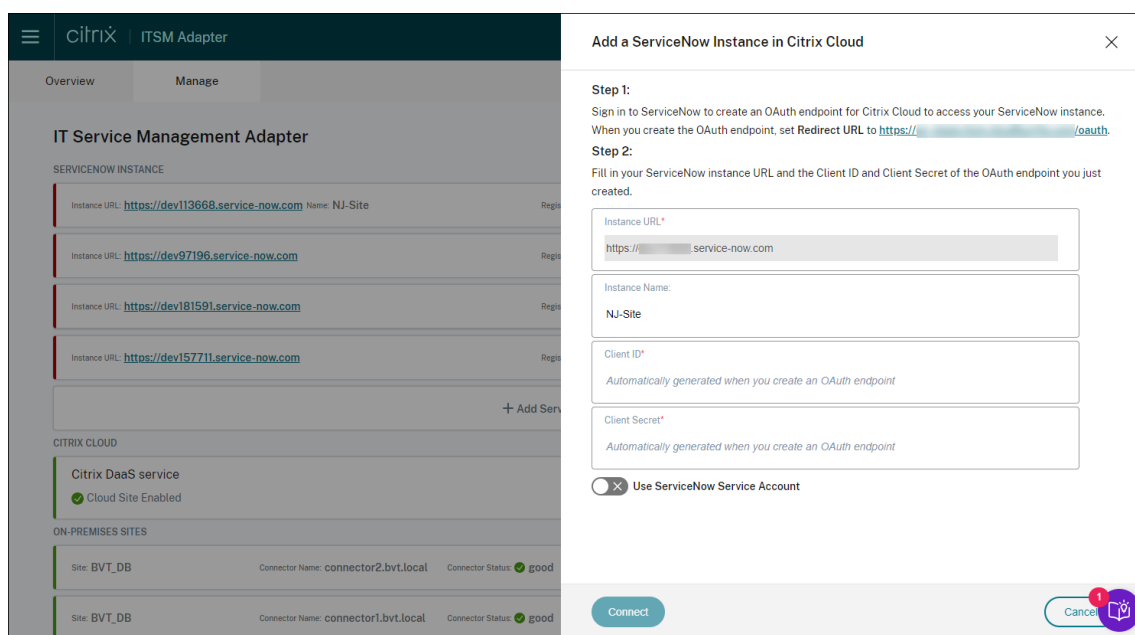 citrix | ITSM Adapter
Overview Manage
IT Service Management Adapter
SERVICENOW INSTANCE
Instance URL: https://dev113668.service-now.com Name: NJ-Site Regis
Instance URL: https://dev97196.service-now.com Regis
Instance URL: https://dev181591.service-now.com Regis
Instance URL: https://dev157711.service-now.com Regis
+ Add Serv
CITRIX CLOUD
Citrix DaaS service
Cloud Site Enabled
ON-PREMISES SITES
Site: BVT_DB Connector Name: connector2.bvt.local Connector Status: good
Site: BVT_DB Connector Name: connector1.bvt.local Connector Status: good
Add a ServiceNow Instance in Citrix Cloud
Step 1:
Sign in to ServiceNow to create an OAuth endpoint for Citrix Cloud to access your ServiceNow instance.
When you create the OAuth endpoint, set Redirect URL to https:// /oauth.
Step 2:
Fill in your ServiceNow instance URL and the Client ID and Client Secret of the OAuth endpoint you just
created.
Instance URL*
https:// .service-now.com
Instance Name:
NJ-Site
Client ID*
Automatically generated when you create an OAuth endpoint
Client Secret*
Automatically generated when you create an OAuth endpoint
Use ServiceNow Service Account
Connect
Cancel
1